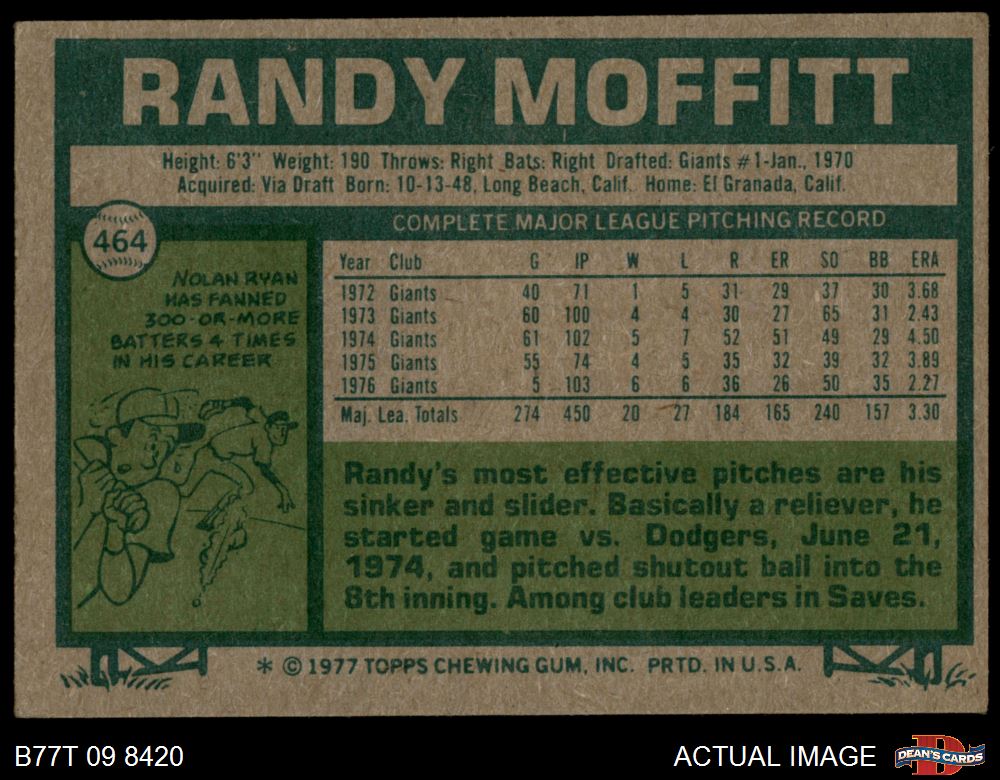 RANDY MOFFITT
Height: 6'3" Weight: 190 Throws: Right Bats: Right Drafted: Giants #1-Jan., 1970
Acquired: Via Draft Born: 10-13-48, Long Beach, Calif. Home: El Granada, Calif.
464
COMPLETE MAJOR LEAGUE PITCHING RECORD
NOLAN RYAN
HAS FANNED
300-OR-MORE
BATTERS 4 TIMES
IN HIS CAREER
Year Club G IP W L R ER SO BB ERA
1972 Giants 40 71 1 5 31 29 37 30 3.68
1973 Giants 60 100 4 4 30 27 65 31 2.43
1974 Giants 61 102 5 7 52 51 49 29 4.50
1975 Giants 55 74 4 5 35 32 39 32 3.89
1976 Giants 5 103 6 6 36 26 50 35 2.27
Maj. Lea. Totals 274 450 20 27 184 165 240 157 3.30
Randy's most effective pitches are his
sinker and slider. Basically a reliever, he
started game vs. Dodgers, June 21,
1974, and pitched shutout ball into the
8th inning. Among club leaders in Saves.
* © 1977 TOPPS CHEWING GUM, INC. PRTD. IN U.S.A.
B77T 09 8420
ACTUAL IMAGE
DEAN'S CARDS